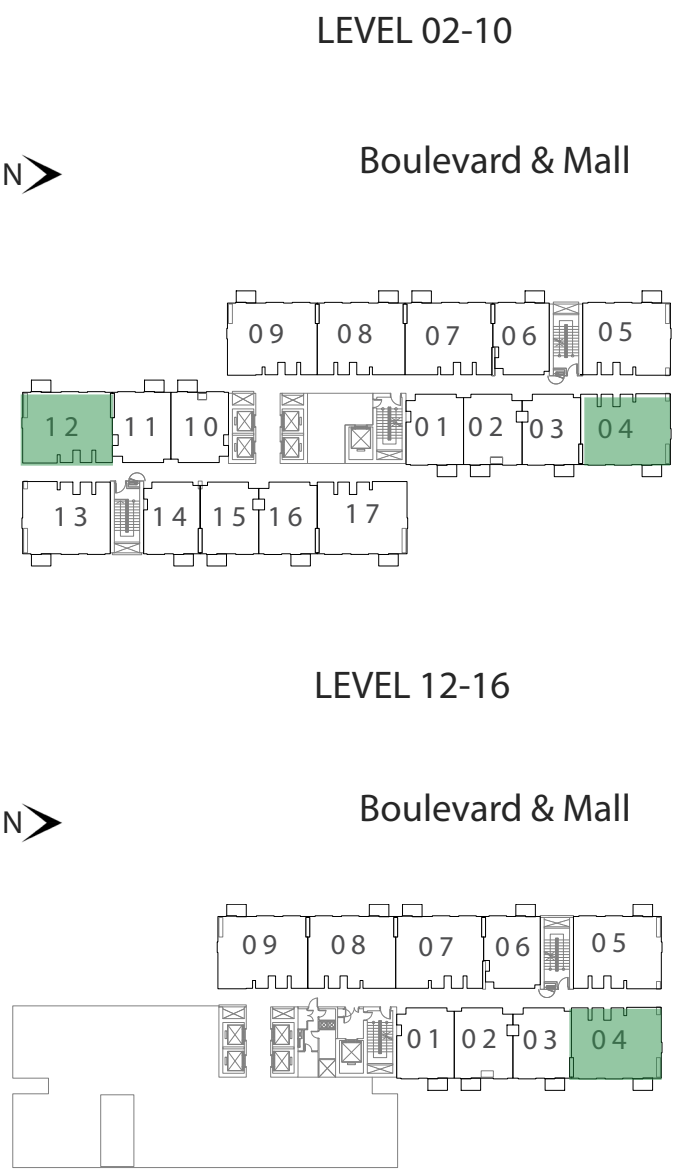 LEVEL 02-10
N
Boulevard & Mall
09 08 07 06 05
12 11 10 01 02 03 04
13 14 15 16 17
LEVEL 12-16
N
Boulevard & Mall
09 08 07 06 05
01 02 03 04